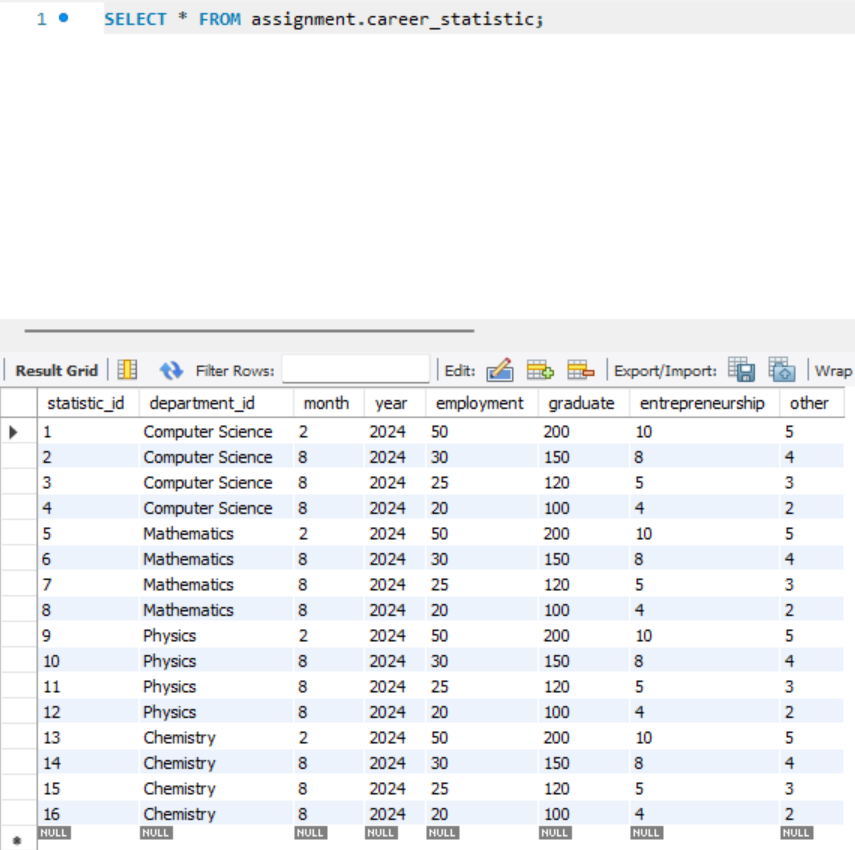 1 SELECT * FROM assignment.career_statistic;
Result Grid Filter Rows: Edit: Export/Import: Wrap
statistic_id department_id month year employment graduate entrepreneurship other
1 Computer Science 2 2024 50 200 10 5
2 Computer Science 8 2024 30 150 8 4
3 Computer Science 8 2024 25 120 5 3
4 Computer Science 8 2024 20 100 4 2
5 Mathematics 2 2024 50 200 10 5
6 Mathematics 8 2024 30 150 8 4
7 Mathematics 8 2024 25 120 5 3
8 Mathematics 8 2024 20 100 4 2
9 Physics 2 2024 50 200 10 5
10 Physics 8 2024 30 150 8 4
11 Physics 8 2024 25 120 5 3
12 Physics 8 2024 20 100 4 2
13 Chemistry 2 2024 50 200 10 5
14 Chemistry 8 2024 30 150 8 4
15 Chemistry 8 2024 25 120 5 3
16 Chemistry 8 2024 20 100 4 2
NULL NULL NULL NULL NULL NULL NULL NULL